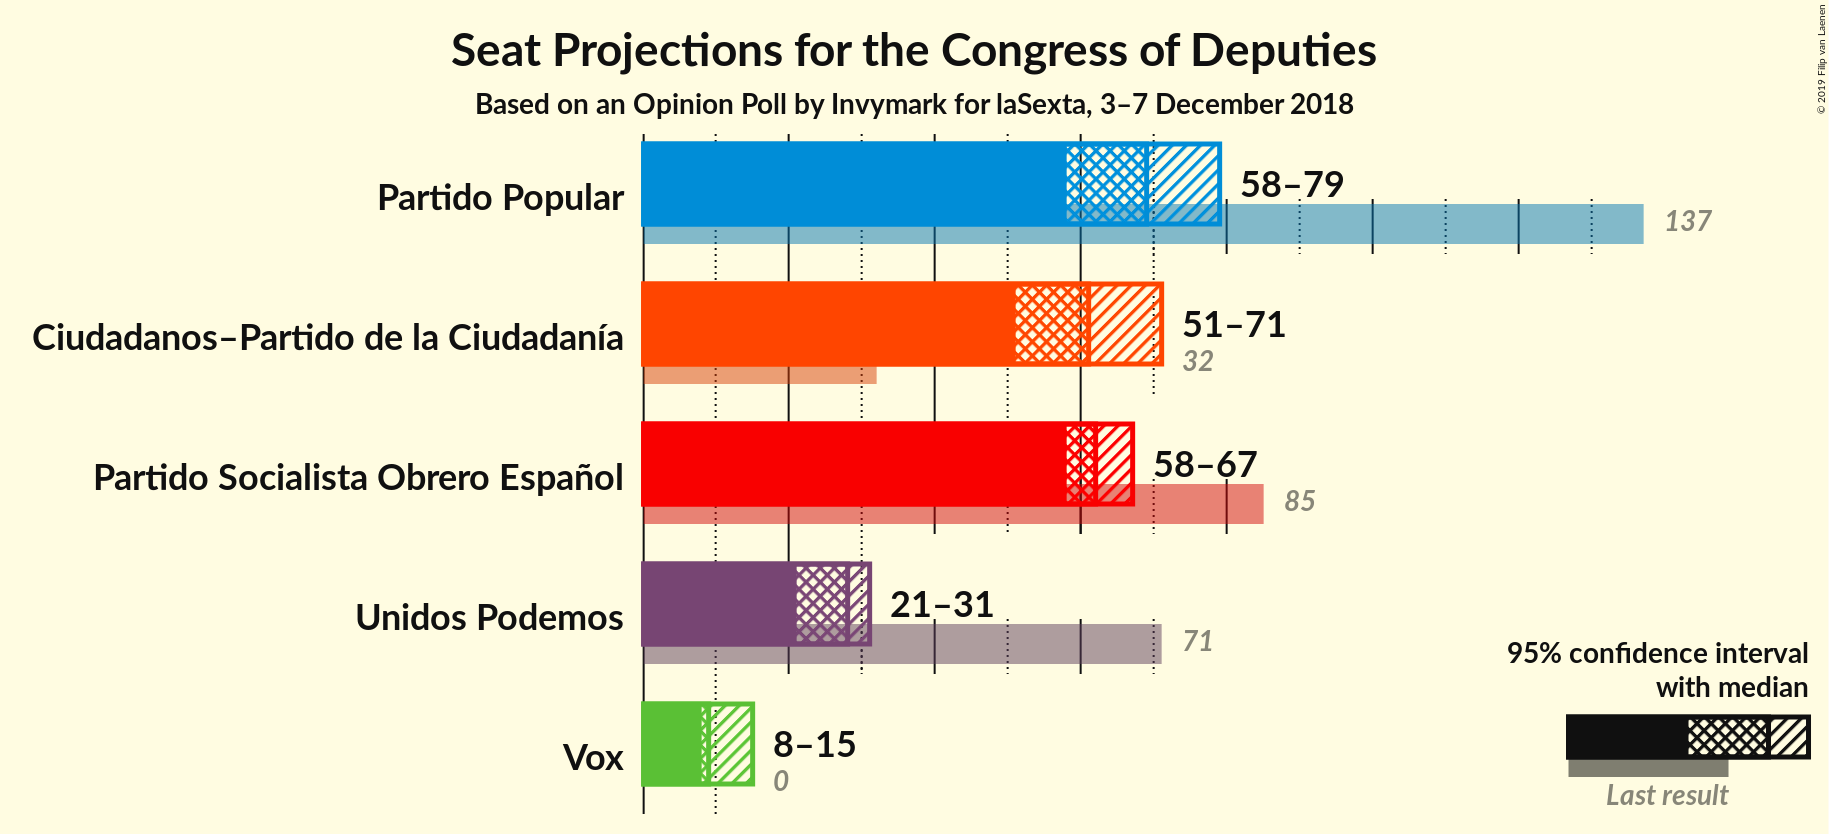 Seat Projections for the Congress of Deputies
Based on an Opinion Poll by Invymark for laSexta, 3–7 December 2018
© 2019 Filip van Laenen
Partido Popular
58–79
137
Ciudadanos–Partido de la Ciudadanía
51–71
32
Partido Socialista Obrero Español
58–67
85
Unidos Podemos
21–31
71
Vox
8–15
0
95% confidence interval
with median
Last result